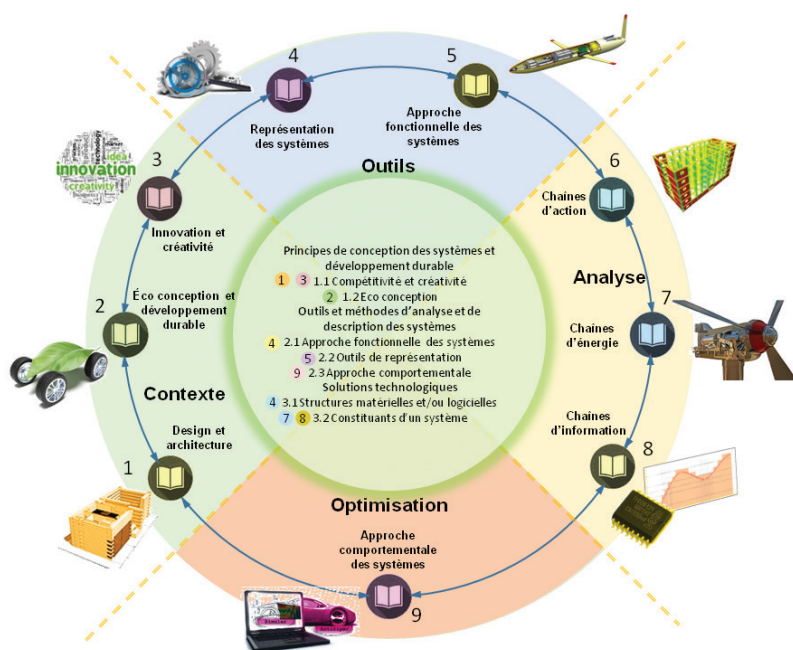 4
Représentation
des systèmes
5
Approche
fonctionnelle des
systèmes
Outils
3
innovation
creativity
idea
technology
market
Innovation et
créativité
6
Chaînes
d'action
Analyse
7
Chaînes
d'énergie
2
Éco conception et
développement
durable
Contexte
Design et
architecture
1
Principes de conception des systèmes et
développement durable
1 3 1.1 Compétitivité et créativité
2 1.2 Eco conception
Outils et méthodes d'analyse et de
description des systèmes
4 2.1 Approche fonctionnelle des systèmes
5 2.2 Outils de représentation
9 2.3 Approche comportementale
Solutions technologiques
4 3.1 Structures matérielles et/ou logicielles
7 8 3.2 Constituants d'un système
Chaînes
d'information
8
Optimisation
Approche
comportementale
des systèmes
9
Simuler
Anticiper